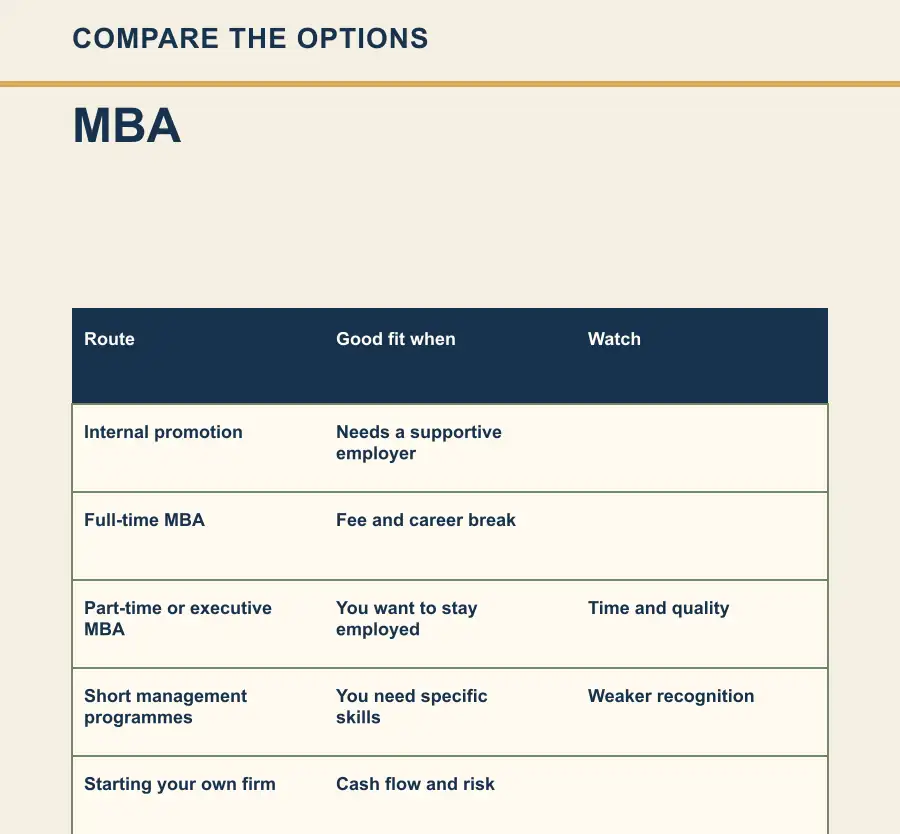 COMPARE THE OPTIONS
MBA
Route Good fit when Watch
Internal promotion Needs a supportive
employer
Full-time MBA Fee and career break
Part-time or executive You want to stay Time and quality
MBA employed
Short management You need specific Weaker recognition
programmes skills
Starting your own firm Cash flow and risk